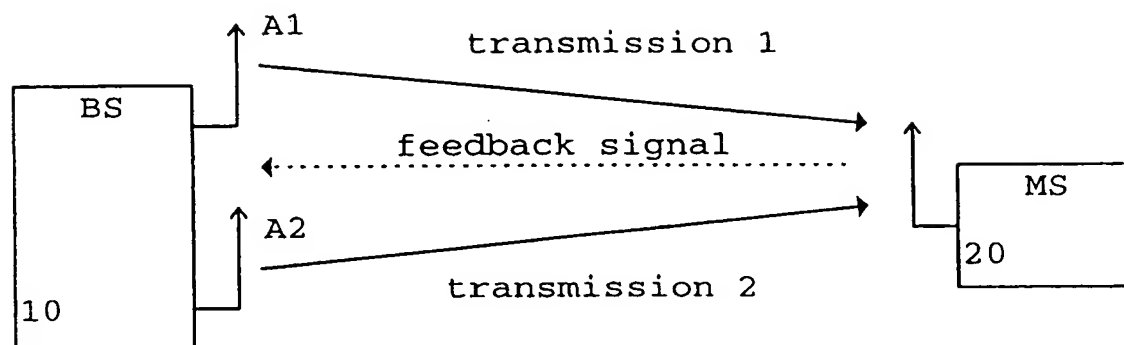 A1
transmission 1
BS
feedback signal
MS
A2
20
transmission 2
10